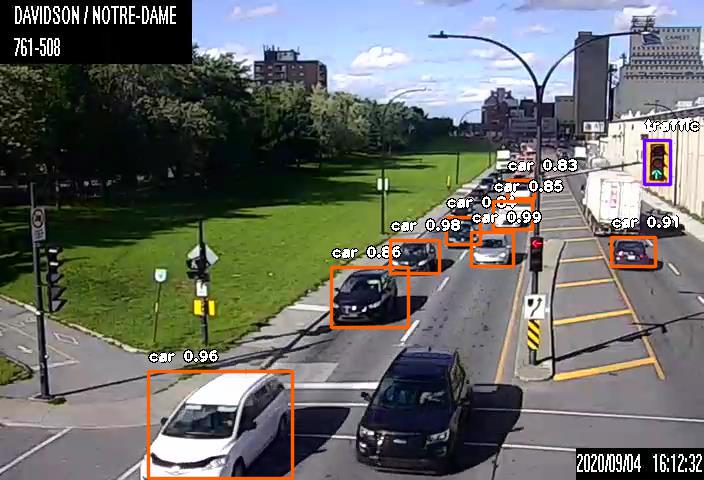 DAVIDSON / NOTRE-DAME
761-508
traffic
car 0.83
car 0.85
car 0.99
car 0.98
car 0.91
car 0.86
car 0.96
2020/09/04 16:12:32